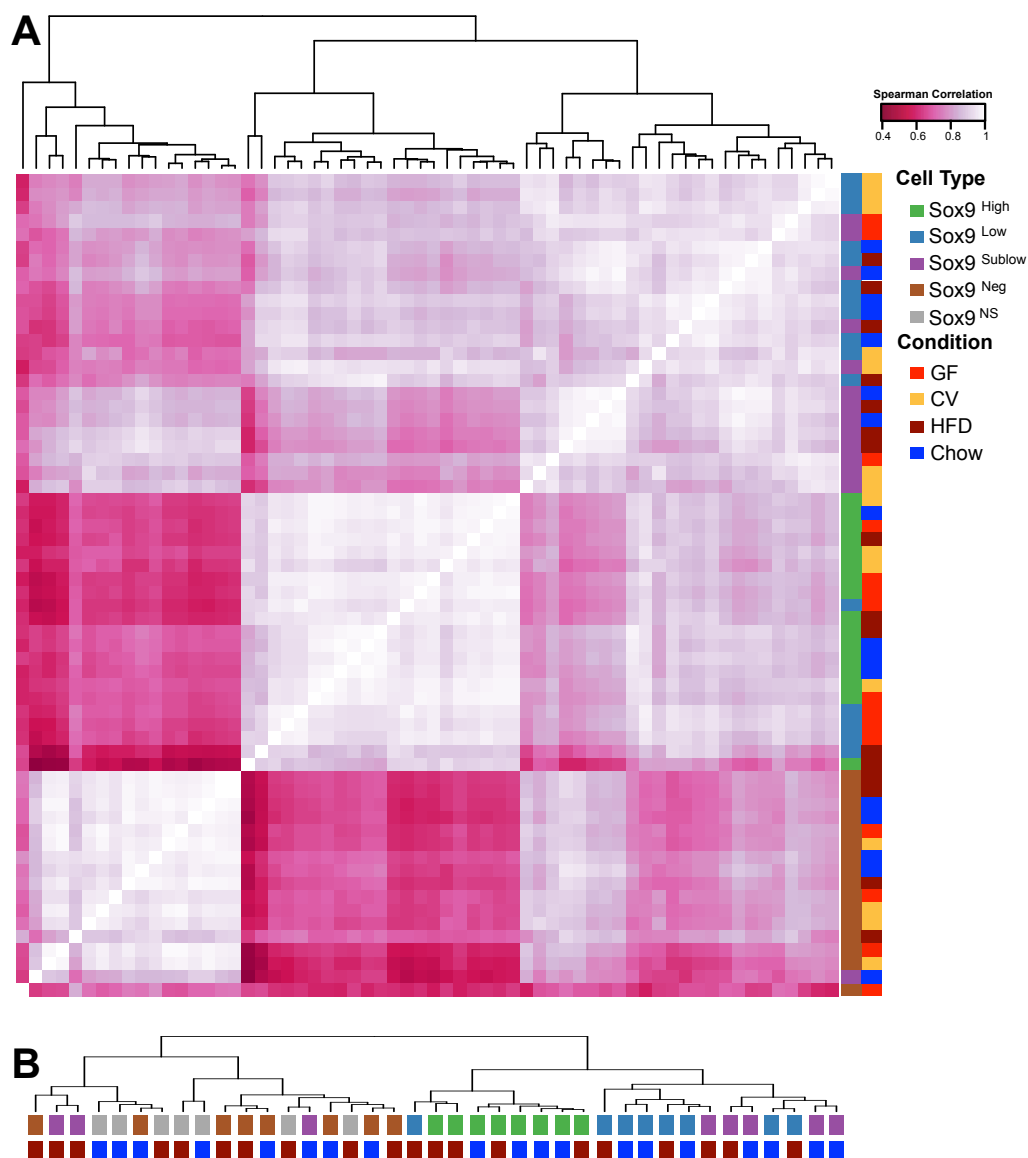 A
Spearman Correlation
0.4 0.6 0.8 1
Cell Type
Sox9 High
Sox9 Low
Sox9 Sublow
Sox9 Neg
Sox9 NS
Condition
GF
CV
HFD
Chow
B